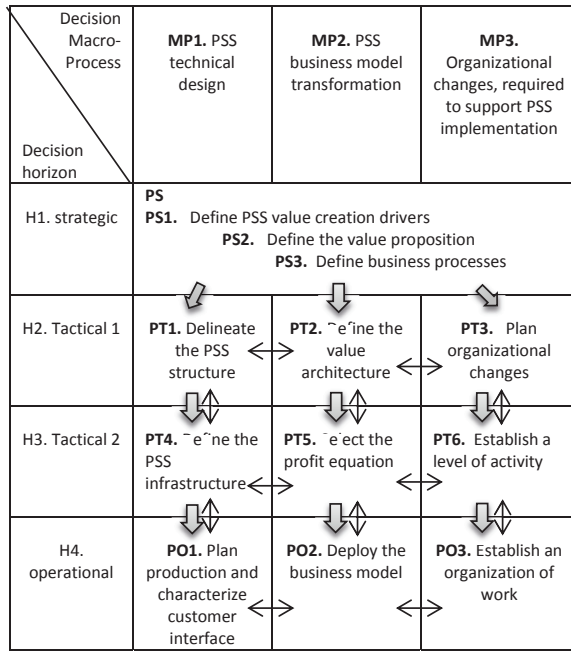 Decision
Macro-
Process
Decision
horizon
MP1. PSS
technical
design
MP2. PSS
business model
transformation
MP3.
Organizational
changes, required
to support PSS
implementation
H1. strategic
PS
PS1. Define PSS value creation drivers
PS2. Define the value proposition
PS3. Define business processes
H2. Tactical 1
PT1. Delineate
the PSS
structure
PT2. Define the
value
architecture
PT3. Plan
organizational
changes
H3. Tactical 2
PT4. Define the
PSS
infrastructure
PT5. Select the
profit equation
PT6. Establish a
level of activity
H4.
operational
PO1. Plan
production and
characterize
customer
interface
PO2. Deploy the
business model
PO3. Establish an
organization of
work